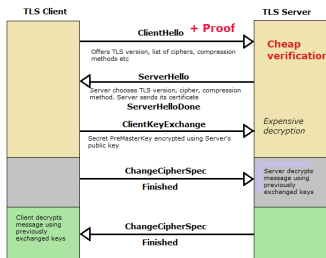 TLS Client
TLS Server
ClientHello + Proof
Offers TLS version, list of ciphers, compression
methods etc
Cheap
verification
ServerHello
Server chooses TLS version, cipher, compression
method. Server sends its certificate
ServerHelloDone
ClientKeyExchange
Secret PreMasterKey encrypted using Server's
public key
Expensive
decryption
ChangeCipherSpec
Finished
Server decrypts
message using
previously
exchanged keys
Client decrypts
message using
previously
exchanged keys
ChangeCipherSpec
Finished